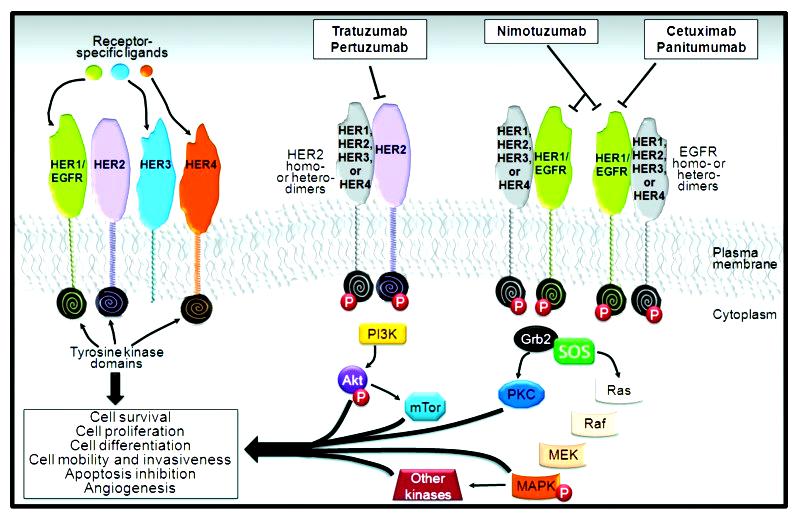 Receptor-
specific ligands
HER1/
EGFR
HER2
HER3
HER4
Tyrosine kinase
domains
Cell survival
Cell proliferation
Cell differentiation
Cell mobility and invasiveness
Apoptosis inhibition
Angiogenesis
Tratuzumab
Pertuzumab
HER2
homo-
or hetero-
dimers
HER1,
HER2,
HER3,
or
HER4
HER2
P
P
Nimotuzumab
Cetuximab
Panitumumab
HER1,
HER2,
HER3,
or
HER4
HER1/
EGFR
HER1/
EGFR
HER1,
HER2,
HER3,
or
HER4
EGFR
homo- or
hetero-
dimers
P
P
P
P
Plasma
membrane
Cytoplasm
PI3K
Akt
P
mTor
Grb2
SOS
PKC
Ras
Raf
MEK
MAPK
P
Other
kinases